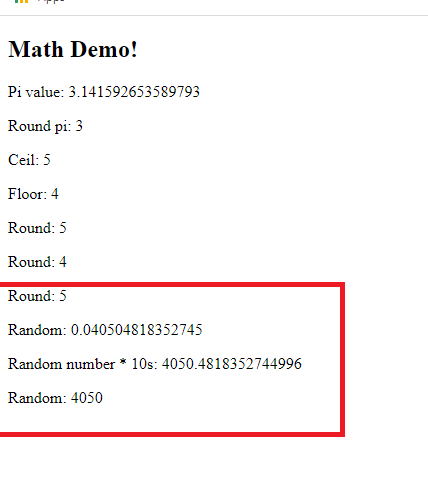 Apps
Math Demo!
Pi value: 3.141592653589793
Round pi: 3
Ceil: 5
Floor: 4
Round: 5
Round: 4
Round: 5
Random: 0.040504818352745
Random number * 10s: 4050.4818352744996
Random: 4050